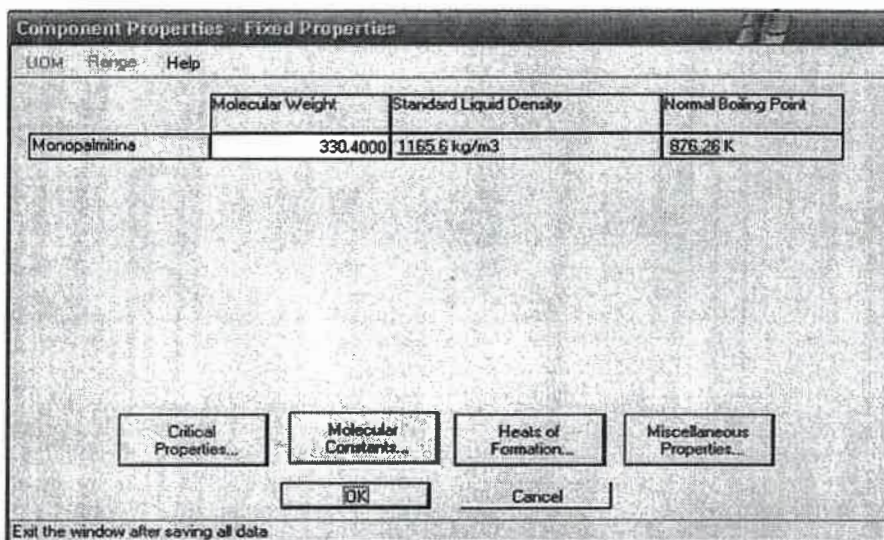 Component Properties - Fixed Properties
UOM Range Help
Molecular Weight Standard Liquid Density Normal Boiling Point
Monopalmitina 330.4000 1165.6 kg/m3 876.26 K
Critical Properties...
Molecular Constants...
Heats of Formation...
Miscellaneous Properties...
OK Cancel
Exit the window after saving all data